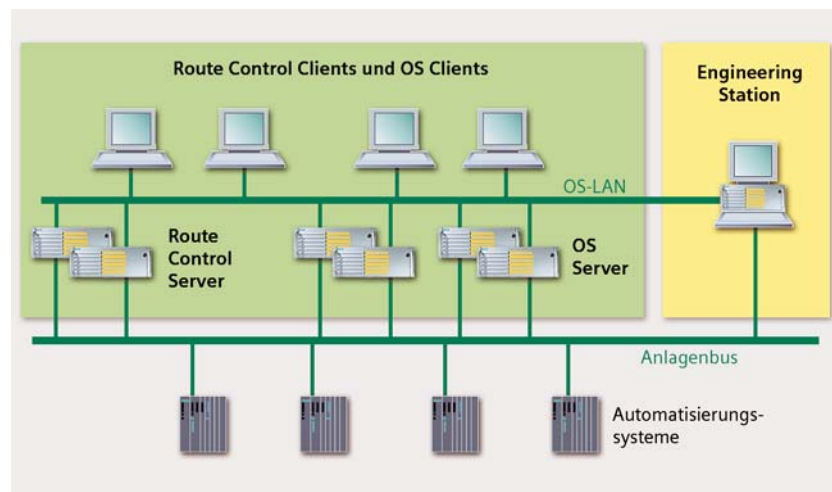 Route Control Clients und OS Clients
Engineering
Station
OS-LAN
Route
Control
Server
OS
Server
Anlagenbus
Automatisierungs-
systeme